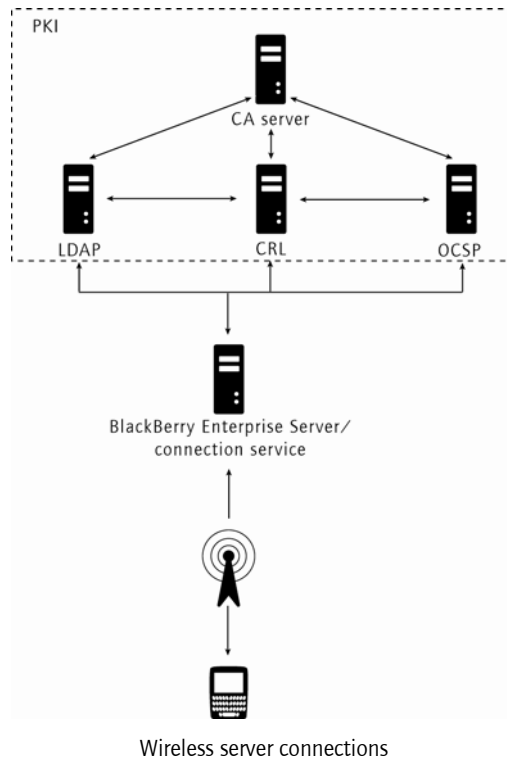 PKI
CA server
LDAP
CRL
OCSP
BlackBerry Enterprise Server/
connection service
Wireless server connections